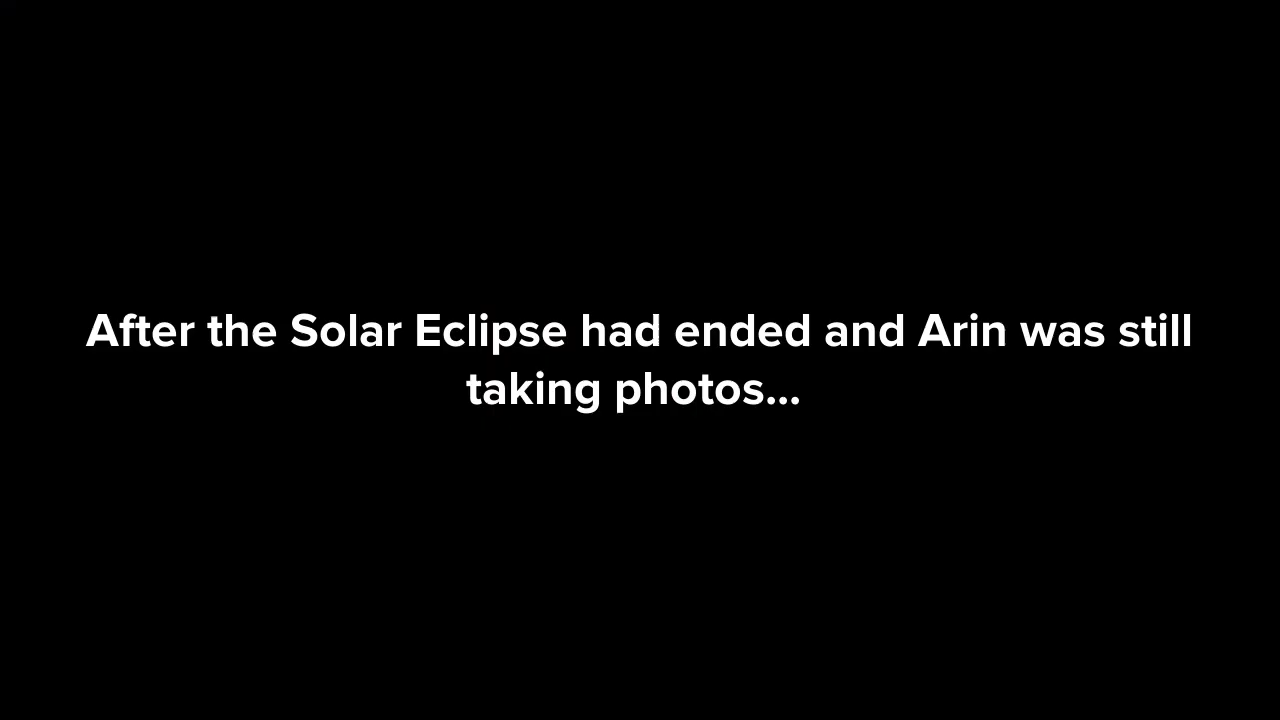 After the Solar Eclipse had ended and Arin was still
taking photos...